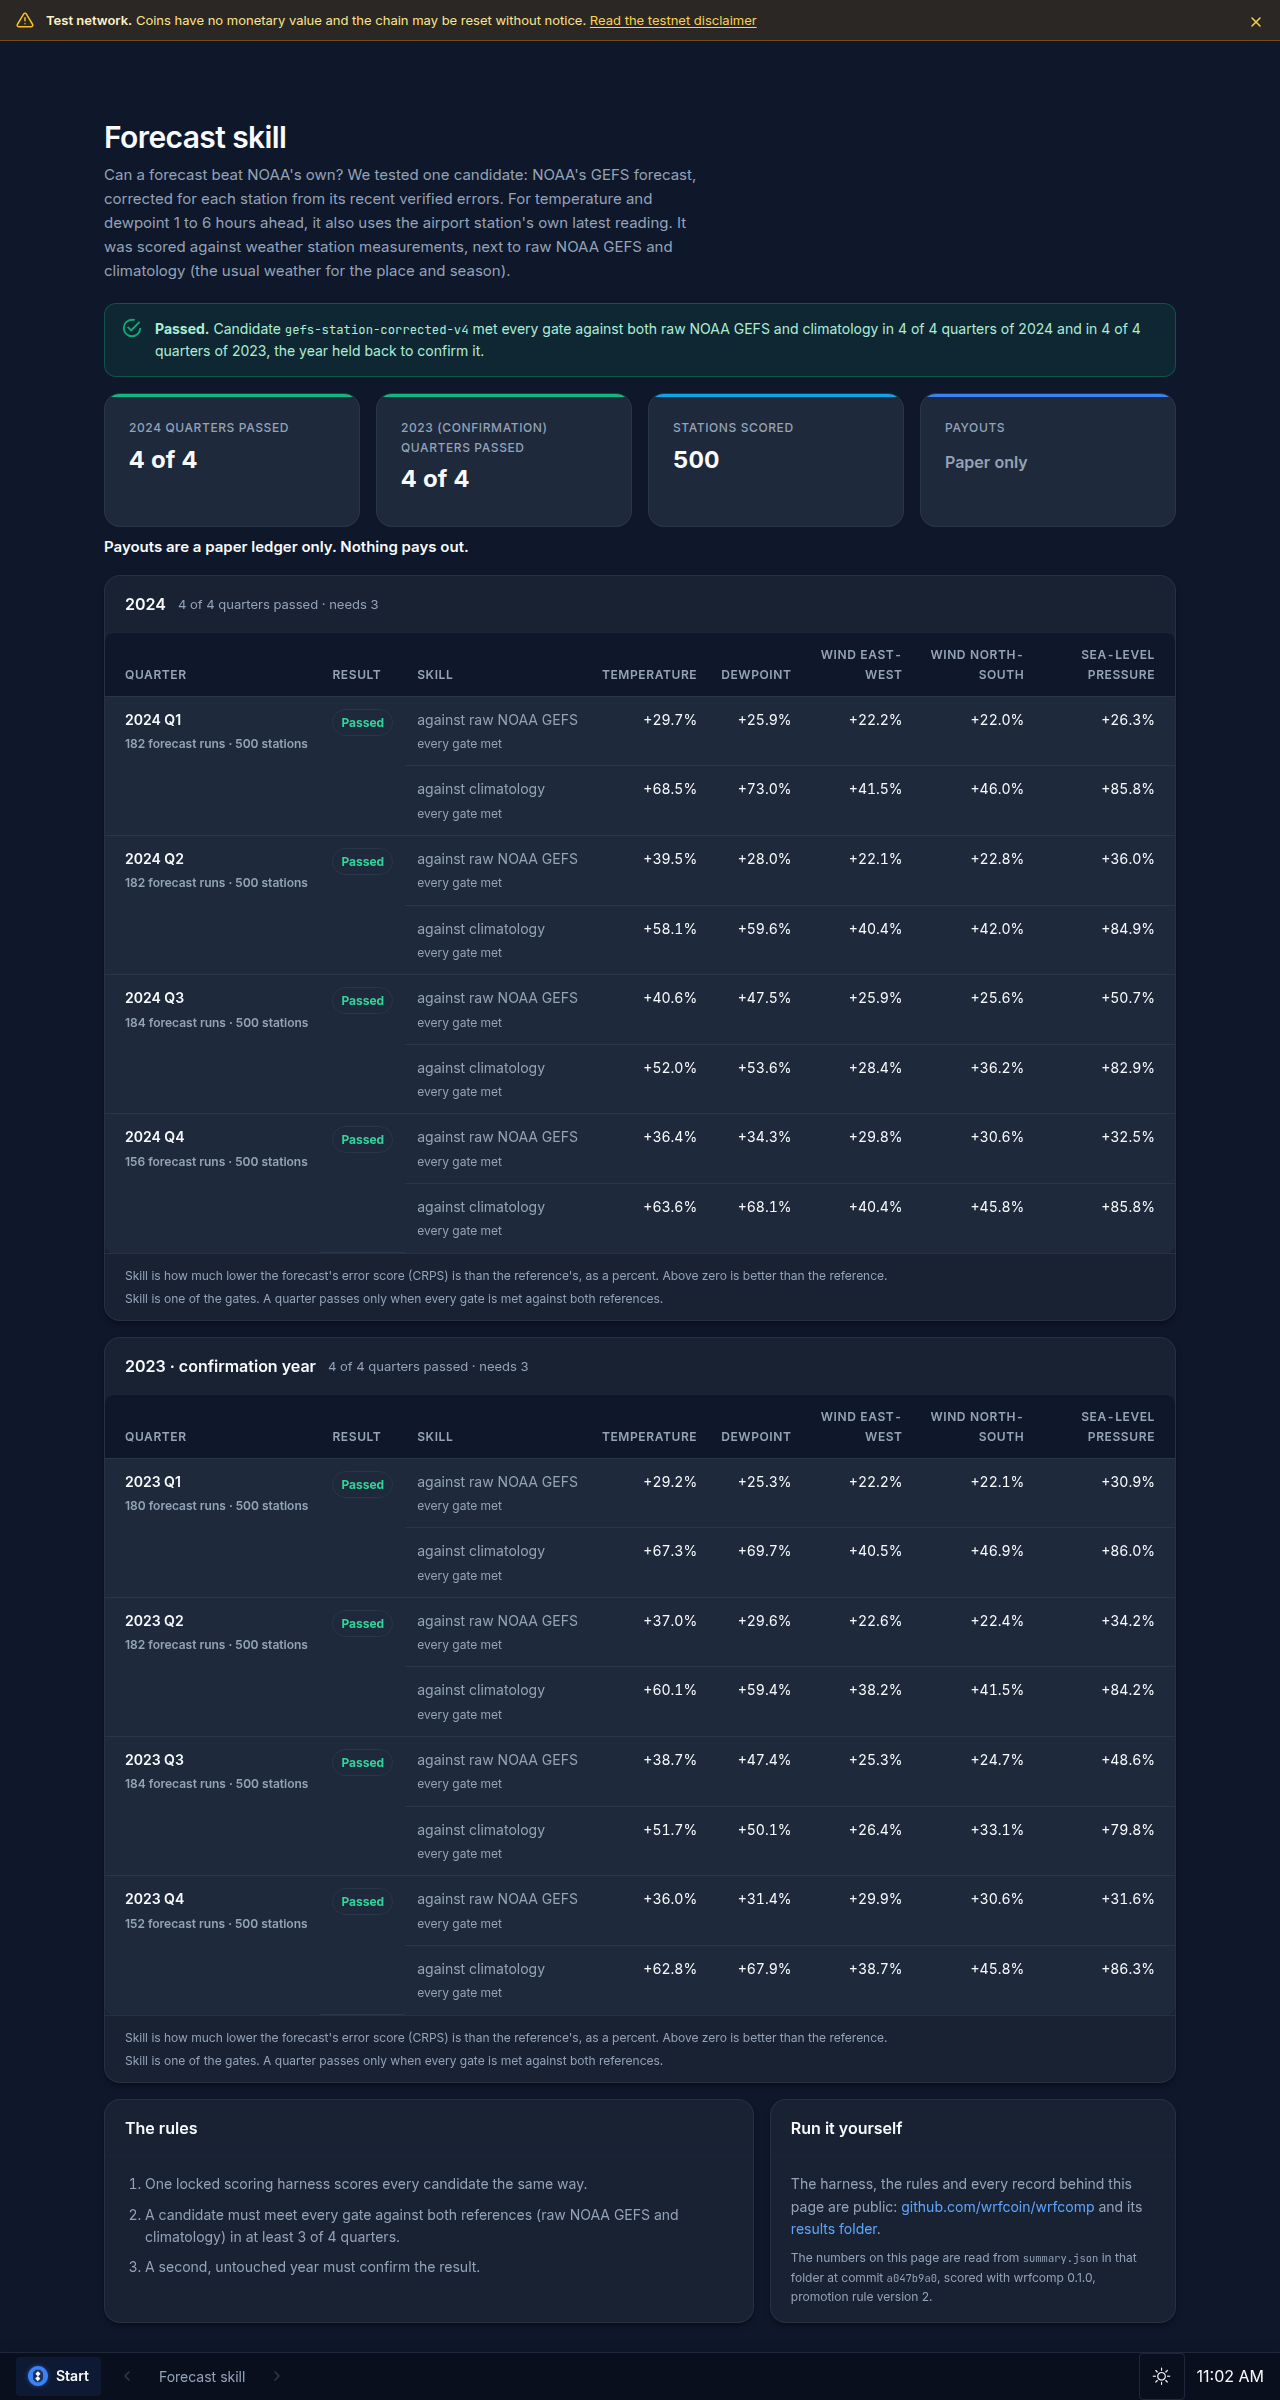 Test network. Coins have no monetary value and the chain may be reset without notice. Read the testnet disclaimer
Forecast skill
Can a forecast beat NOAA's own? We tested one candidate: NOAA's GEFS forecast,
corrected for each station from its recent verified errors. For temperature and
dewpoint 1 to 6 hours ahead, it also uses the airport station's own latest reading. It
was scored against weather station measurements, next to raw NOAA GEFS and
climatology (the usual weather for the place and season).
Passed. Candidate gefs-station-corrected-v4 met every gate against both raw NOAA GEFS and climatology in 4 of 4 quarters of 2024 and in 4 of 4
quarters of 2023, the year held back to confirm it.
2024 QUARTERS PASSED
4 of 4
2023 (CONFIRMATION)
QUARTERS PASSED
4 of 4
STATIONS SCORED
500
PAYOUTS
Paper only
Payouts are a paper ledger only. Nothing pays out.
2024 4 of 4 quarters passed · needs 3
QUARTER RESULT SKILL TEMPERATURE DEWPOINT WIND EAST-WEST WIND NORTH-SOUTH SEA-LEVEL PRESSURE
2024 Q1 Passed against raw NOAA GEFS +29.7% +25.9% +22.2% +22.0% +26.3%
182 forecast runs · 500 stations every gate met
against climatology +68.5% +73.0% +41.5% +46.0% +85.8%
every gate met
2024 Q2 Passed against raw NOAA GEFS +39.5% +28.0% +22.1% +22.8% +36.0%
182 forecast runs · 500 stations every gate met
against climatology +58.1% +59.6% +40.4% +42.0% +84.9%
every gate met
2024 Q3 Passed against raw NOAA GEFS +40.6% +47.5% +25.9% +25.6% +50.7%
184 forecast runs · 500 stations every gate met
against climatology +52.0% +53.6% +28.4% +36.2% +82.9%
every gate met
2024 Q4 Passed against raw NOAA GEFS +36.4% +34.3% +29.8% +30.6% +32.5%
156 forecast runs · 500 stations every gate met
against climatology +63.6% +68.1% +40.4% +45.8% +85.8%
every gate met
Skill is how much lower the forecast's error score (CRPS) is than the reference's, as a percent. Above zero is better than the reference.
Skill is one of the gates. A quarter passes only when every gate is met against both references.
2023 · confirmation year 4 of 4 quarters passed · needs 3
QUARTER RESULT SKILL TEMPERATURE DEWPOINT WIND EAST-WEST WIND NORTH-SOUTH SEA-LEVEL PRESSURE
2023 Q1 Passed against raw NOAA GEFS +29.2% +25.3% +22.2% +22.1% +30.9%
180 forecast runs · 500 stations every gate met
against climatology +67.3% +69.7% +40.5% +46.9% +86.0%
every gate met
2023 Q2 Passed against raw NOAA GEFS +37.0% +29.6% +22.6% +22.4% +34.2%
182 forecast runs · 500 stations every gate met
against climatology +60.1% +59.4% +38.2% +41.5% +84.2%
every gate met
2023 Q3 Passed against raw NOAA GEFS +38.7% +47.4% +25.3% +24.7% +48.6%
184 forecast runs · 500 stations every gate met
against climatology +51.7% +50.1% +26.4% +33.1% +79.8%
every gate met
2023 Q4 Passed against raw NOAA GEFS +36.0% +31.4% +29.9% +30.6% +31.6%
152 forecast runs · 500 stations every gate met
against climatology +62.8% +67.9% +38.7% +45.8% +86.3%
every gate met
Skill is how much lower the forecast's error score (CRPS) is than the reference's, as a percent. Above zero is better than the reference.
Skill is one of the gates. A quarter passes only when every gate is met against both references.
The rules
1. One locked scoring harness scores every candidate the same way.
2. A candidate must meet every gate against both references (raw NOAA GEFS and
climatology) in at least 3 of 4 quarters.
3. A second, untouched year must confirm the result.
Run it yourself
The harness, the rules and every record behind this
page are public: github.com/wrfcoin/wrfcomp and its
results folder.
The numbers on this page are read from summary.json in that
folder at commit a047b9a0, scored with wrfcomp 0.1.0,
promotion rule version 2.
Start Forecast skill 11:02 AM